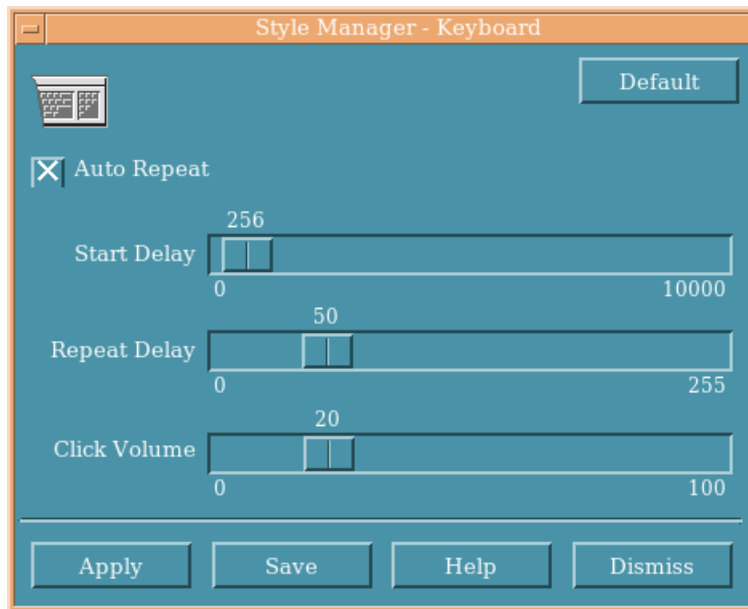 Style Manager - Keyboard
Default
Auto Repeat
256
Start Delay
0 10000
50
Repeat Delay
0 255
20
Click Volume
0 100
Apply Save Help Dismiss